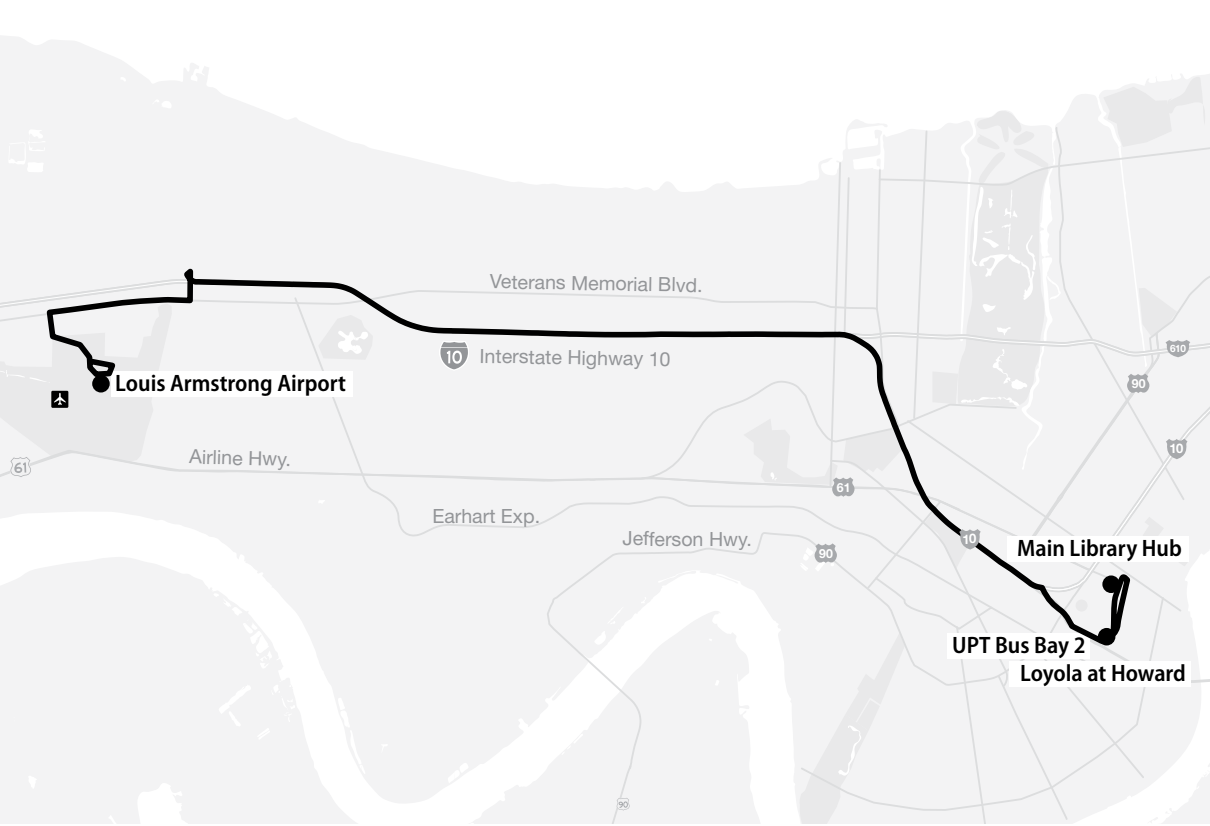 Veterans Memorial Blvd.
10
Interstate Highway 10
610
90
Louis Armstrong Airport
10
Airline Hwy.
61
61
Earhart Exp.
Jefferson Hwy.
10
90
Main Library Hub
UPT Bus Bay 2
Loyola at Howard
90